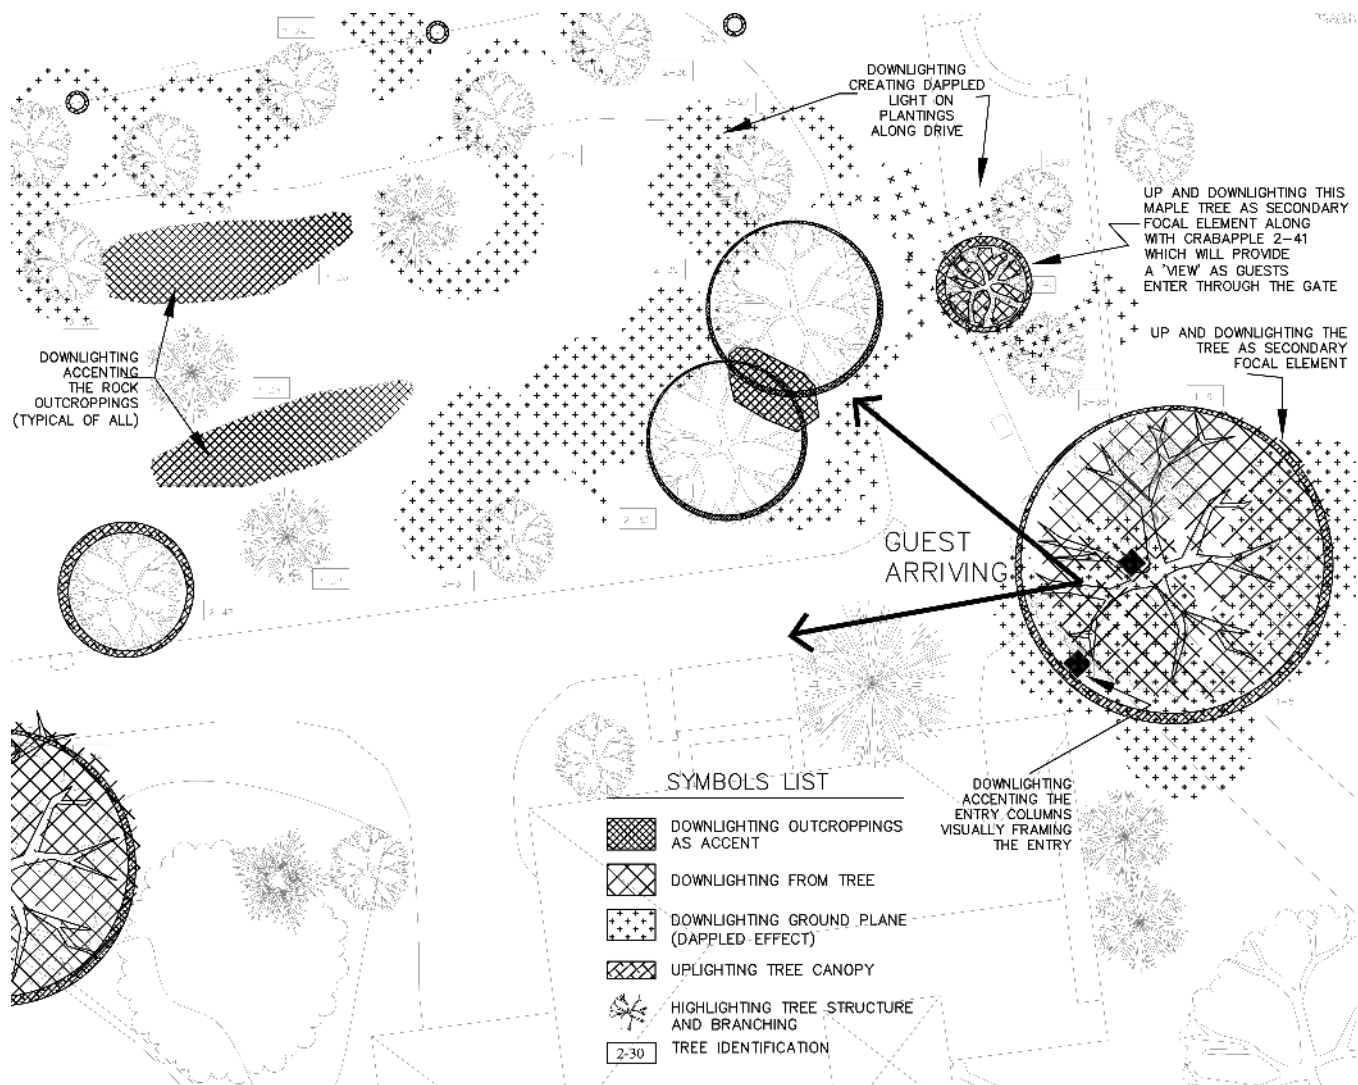 DOWNLIGHTING
CREATING DAPPLED
LIGHT ON
PLANTINGS
ALONG DRIVE
UP AND DOWNLIGHTING THIS
MAPLE TREE AS SECONDARY
FOCAL ELEMENT ALONG
WITH CRABAPPLE 2-41
WHICH WILL PROVIDE
A 'VIEW' AS GUESTS
ENTER THROUGH THE GATE
UP AND DOWNLIGHTING THE
TREE AS SECONDARY
FOCAL ELEMENT
DOWNLIGHTING
ACCENTING
THE ROCK
OUTCROPPINGS
(TYPICAL OF ALL)
GUEST
ARRIVING
DOWNLIGHTING
ACCENTING THE
ENTRY COLUMNS
VISUALLY FRAMING
THE ENTRY
SYMBOLS LIST
DOWNLIGHTING OUTCROPPINGS
AS ACCENT
DOWNLIGHTING FROM TREE
DOWNLIGHTING GROUND PLANE
(DAPPLED EFFECT)
UPLIGHTING TREE CANOPY
HIGHLIGHTING TREE STRUCTURE
AND BRANCHING
2-30 TREE IDENTIFICATION